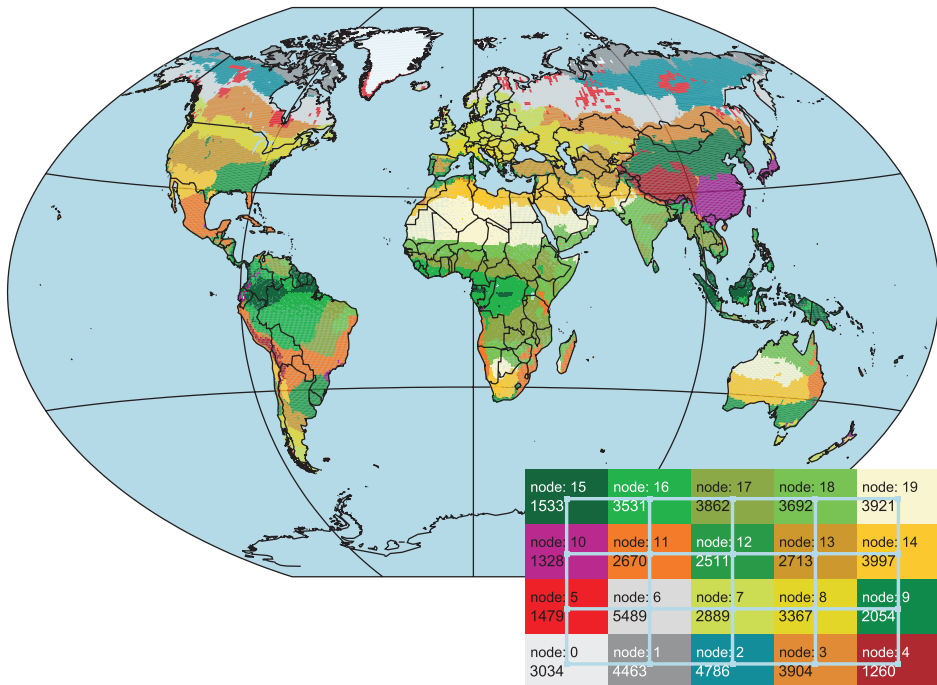 node: 15 node: 16 node: 17 node: 18 node: 19
1533 3531 3862 3692 3921
node: 10 node: 11 node: 12 node: 13 node: 14
1328 2670 2511 2713 3997
node: 5 node: 6 node: 7 node: 8 node: 9
1479 5489 2889 3367 2054
node: 0 node: 1 node: 2 node: 3 node: 4
3034 4463 4786 3904 1260